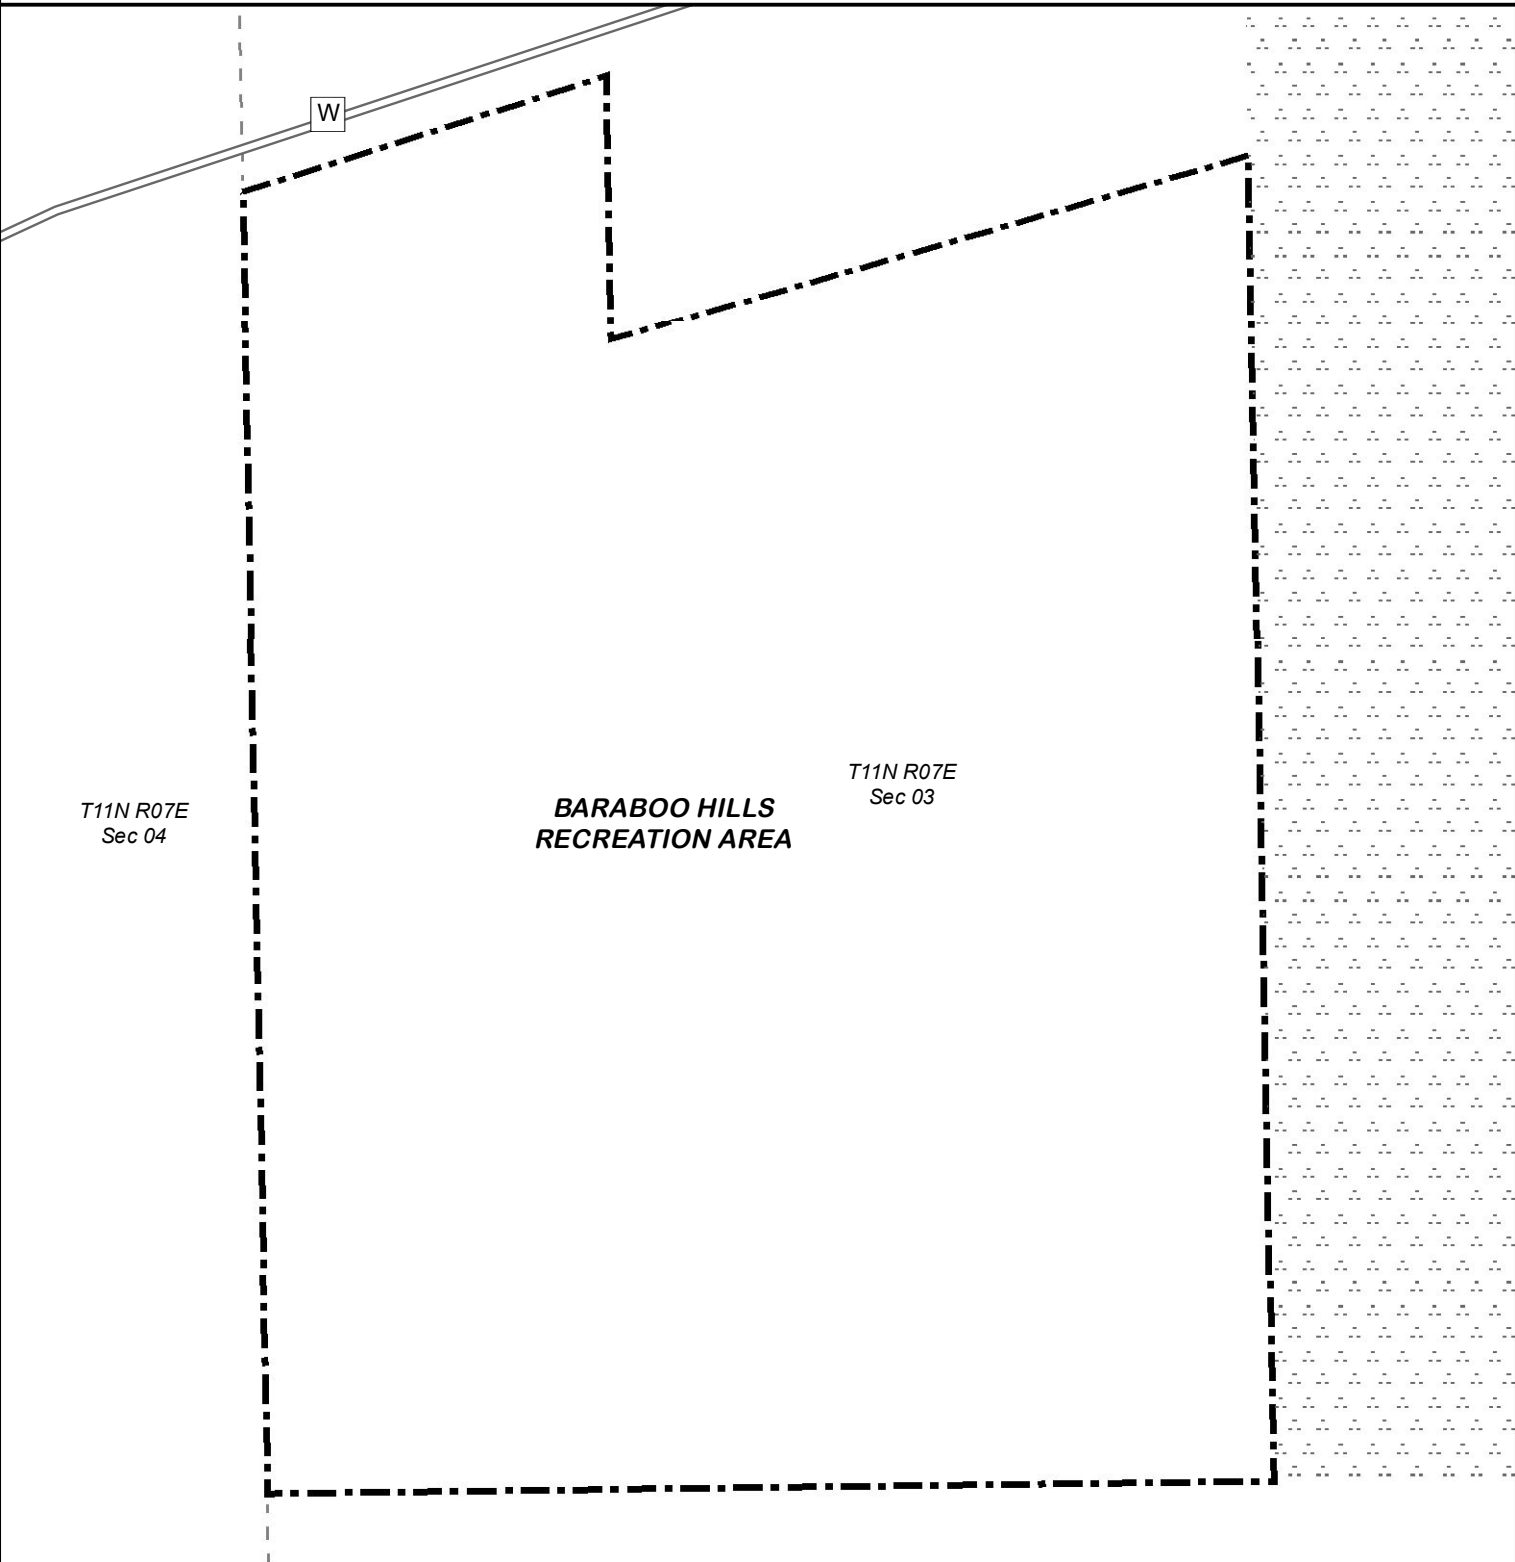 W
T11N R07E
Sec 04
BARABOO HILLS
RECREATION AREA
T11N R07E
Sec 03